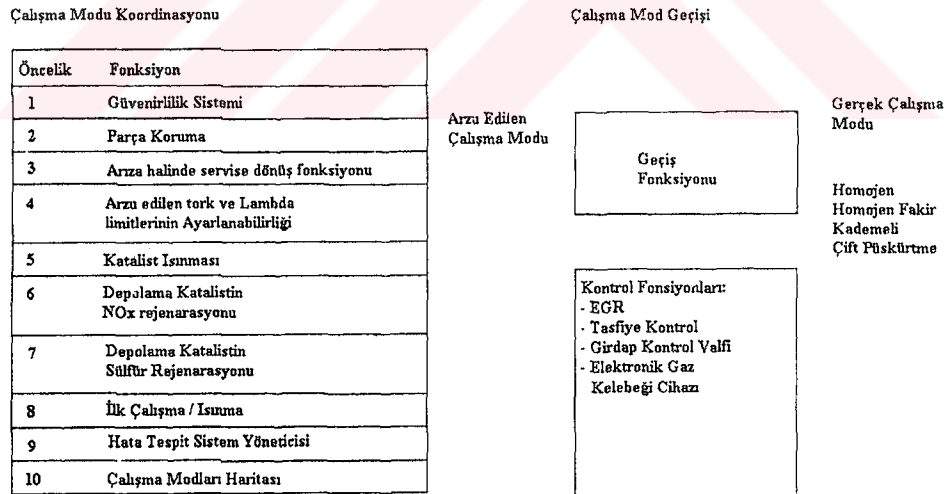 Çalışma Modu Koordinasyonu
Çalışma Mod Geçişi
Öncelik Fonksiyon
1 Güvenirlilik Sistemi
2 Parça Koruma
3 Arıza halinde servise dönüş fonksiyonu
4 Arzu edilen tork ve Lambda
limitlerinin Ayarlanabilirliği
5 Katalist Isınması
6 Depolama Katalistin
NOx rejenarasyonu
7 Depolama Katalistin
Sülfür Rejenarasyonu
8 İlk Çalışma / Isınma
9 Hata Tespit Sistem Yöneticisi
10 Çalışma Modları Haritası
Arzu Edilen
Çalışma Modu
Geçiş
Fonksiyonu
Gerçek Çalışma
Modu
Homojen
Homojen Fakir
Kademeli
Çift Püskürtme
Kontrol Fonsiyonları:
- EGR
- Tasfiye Kontrol
- Girdap Kontrol Valfi
- Elektronik Gaz
Kelebeği Cihazı